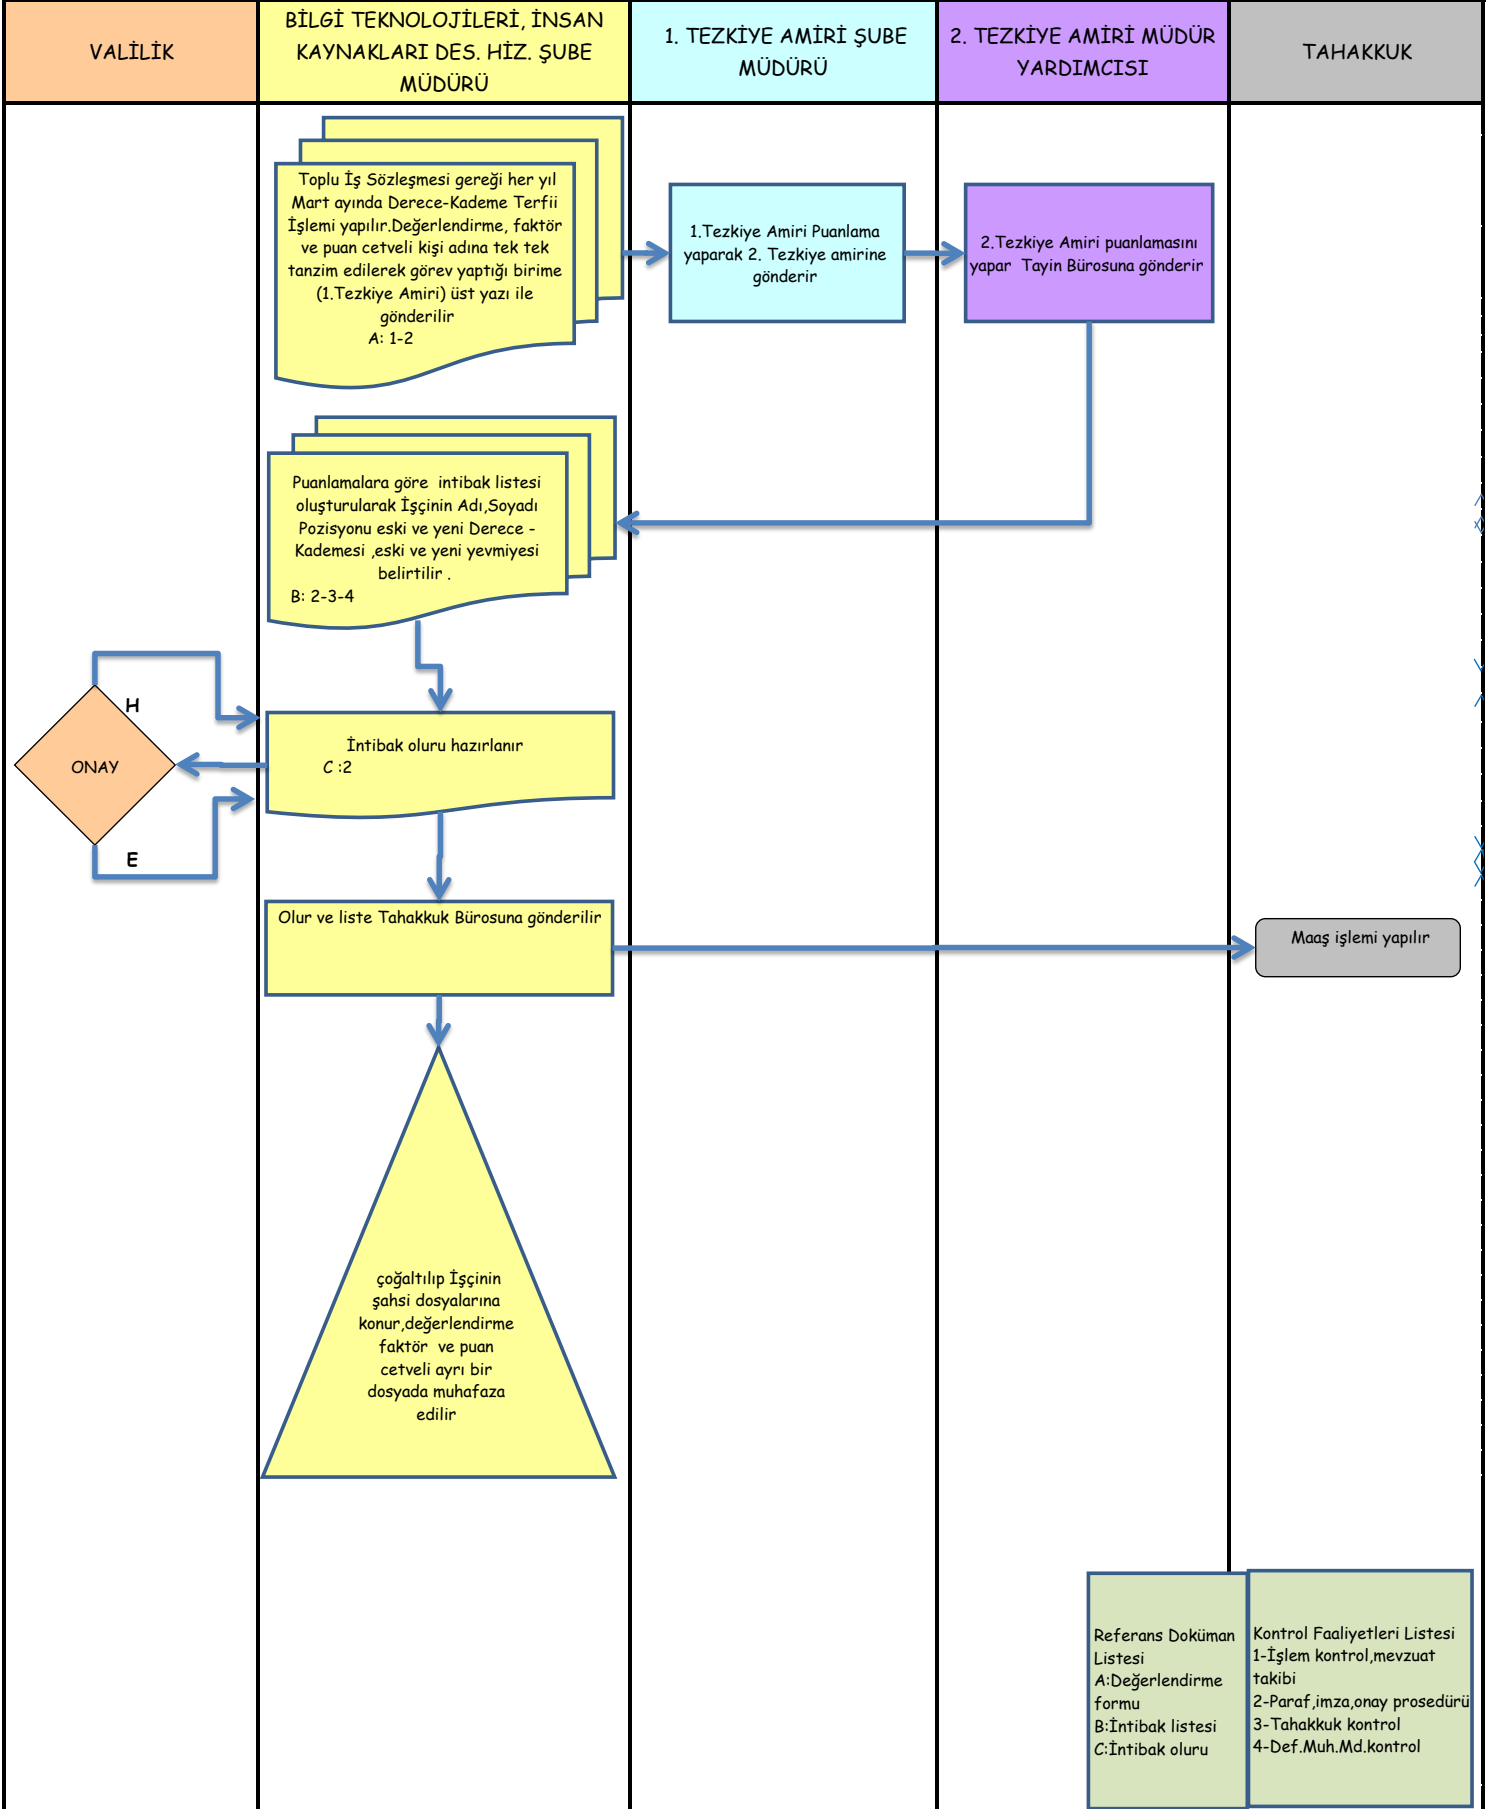 VALİLİK
BİLGİ TEKNOLOJİLERİ, İNSAN
KAYNAKLARI DES. HİZ. ŞUBE
MÜDÜRÜ
1. TEZKİYE AMİRİ ŞUBE
MÜDÜRÜ
2. TEZKİYE AMİRİ MÜDÜR
YARDIMCISI
TAHAKKUK
Toplu İş Sözleşmesi gereği her yıl
Mart ayında Derece-Kademe Terfii
İşlemi yapılır.Değerlendirme, faktör
ve puan cetveli kişi adına tek tek
tanzim edilerek görev yaptığı birime
(1.Tezkiye Amiri) üst yazı ile
gönderilir
A: 1-2
1.Tezkiye Amiri Puanlama
yaparak 2. Tezkiye amirine
gönderir
2.Tezkiye Amiri puanlamasını
yapar  Tayin Bürosuna gönderir
Puanlamalara göre  intibak listesi
oluşturularak İşçinin Adı,Soyadı
Pozisyonu eski ve yeni Derece -
Kademesi ,eski ve yeni yevmiyesi
belirtilir .
B: 2-3-4
H
ONAY
E
İntibak oluru hazırlanır
C :2
Olur ve liste Tahakkuk Bürosuna gönderilir
Maaş işlemi yapılır
çoğaltılıp İşçinin
şahsi dosyalarına
konur,değerlendirme
faktör  ve puan
cetveli ayrı bir
dosyada muhafaza
edilir
Referans Doküman
Listesi
A:Değerlendirme
formu
B:İntibak listesi
C:İntibak oluru
Kontrol Faaliyetleri Listesi
1-İşlem kontrol,mevzuat
takibi
2-Paraf,imza,onay prosedürü
3-Tahakkuk kontrol
4-Def.Muh.Md.kontrol